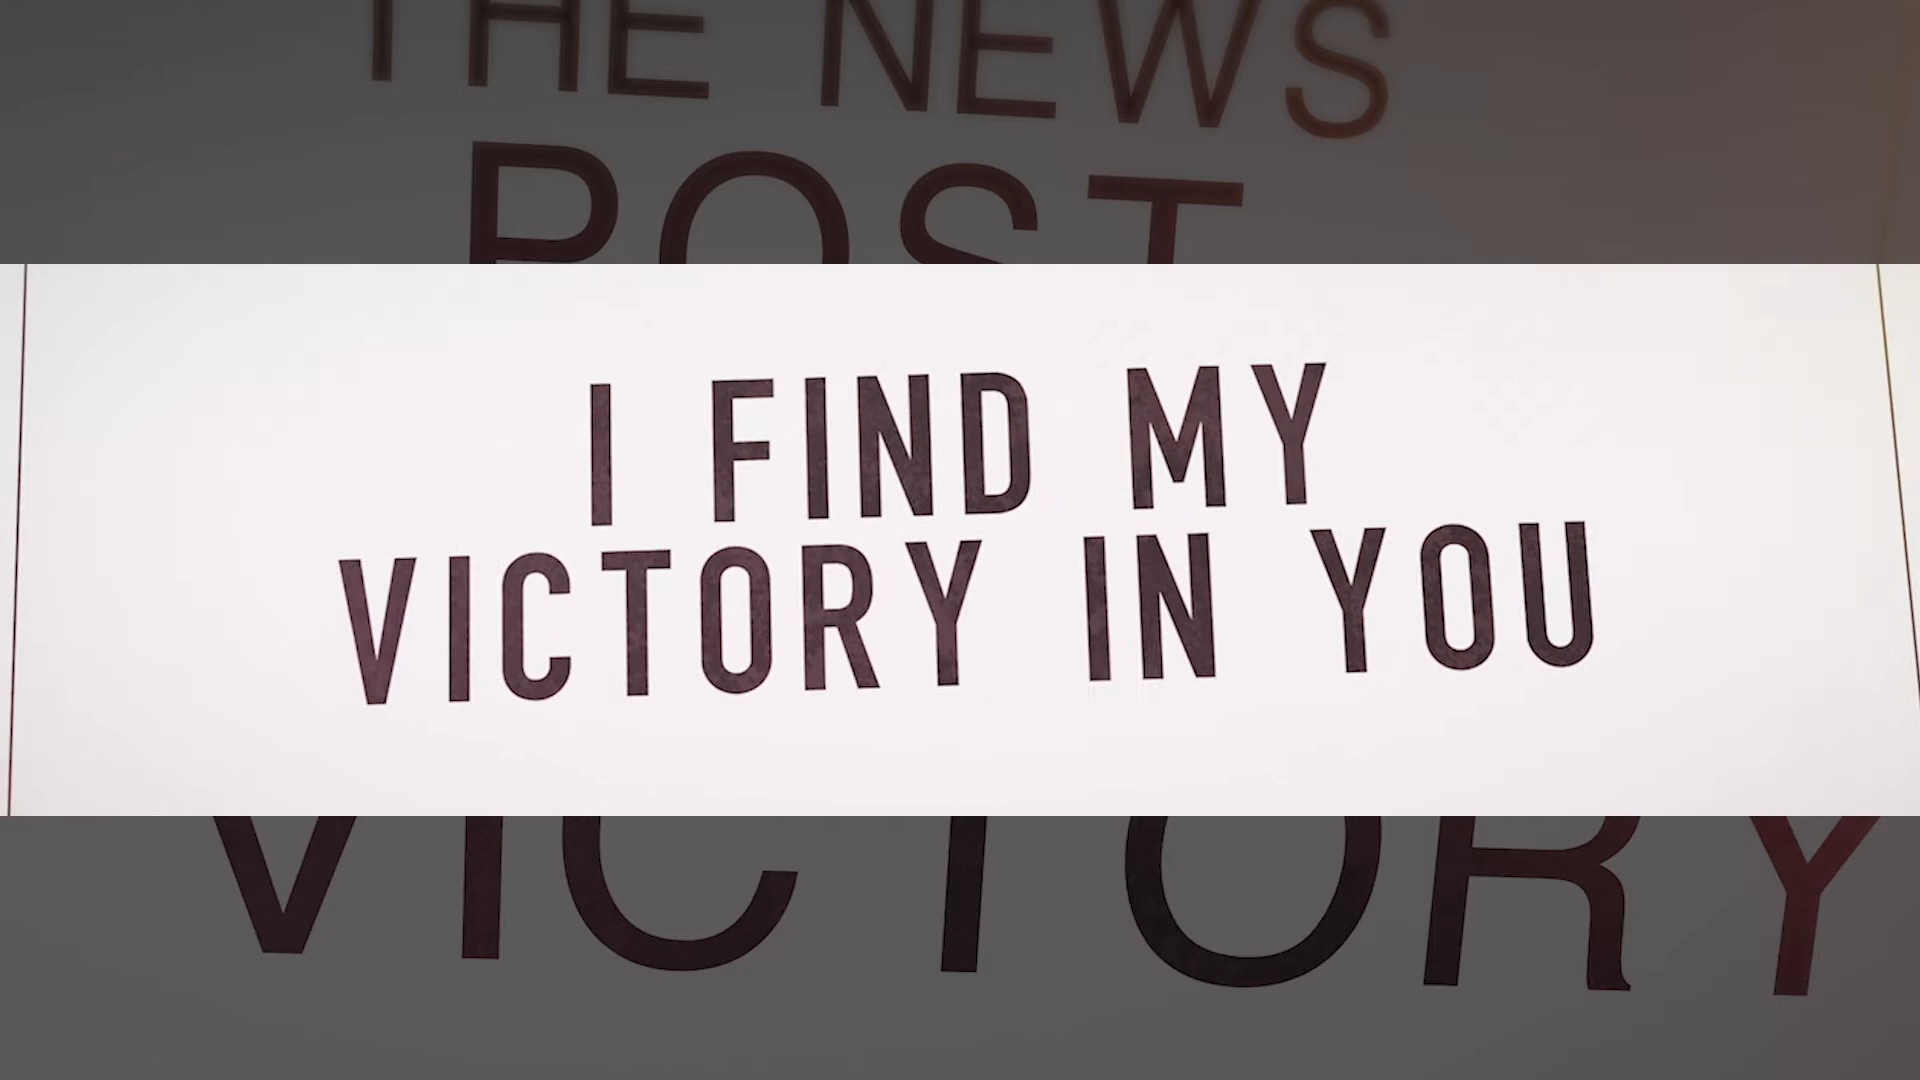 THE NEWS
POST
I FIND MY
VICTORY IN YOU
VICTORY